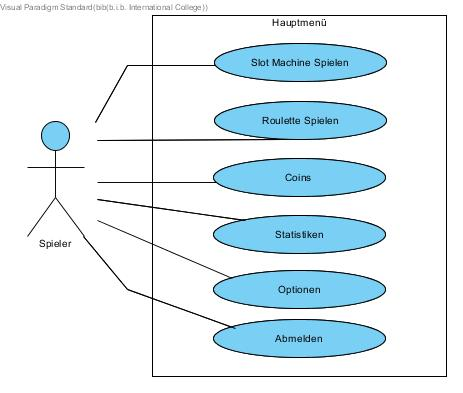 Visual Paradigm Standard(bib(b.i.b. International College))
Hauptmenü
Slot Machine Spielen
Roulette Spielen
Coins
Statistiken
Spieler
Optionen
Abmelden